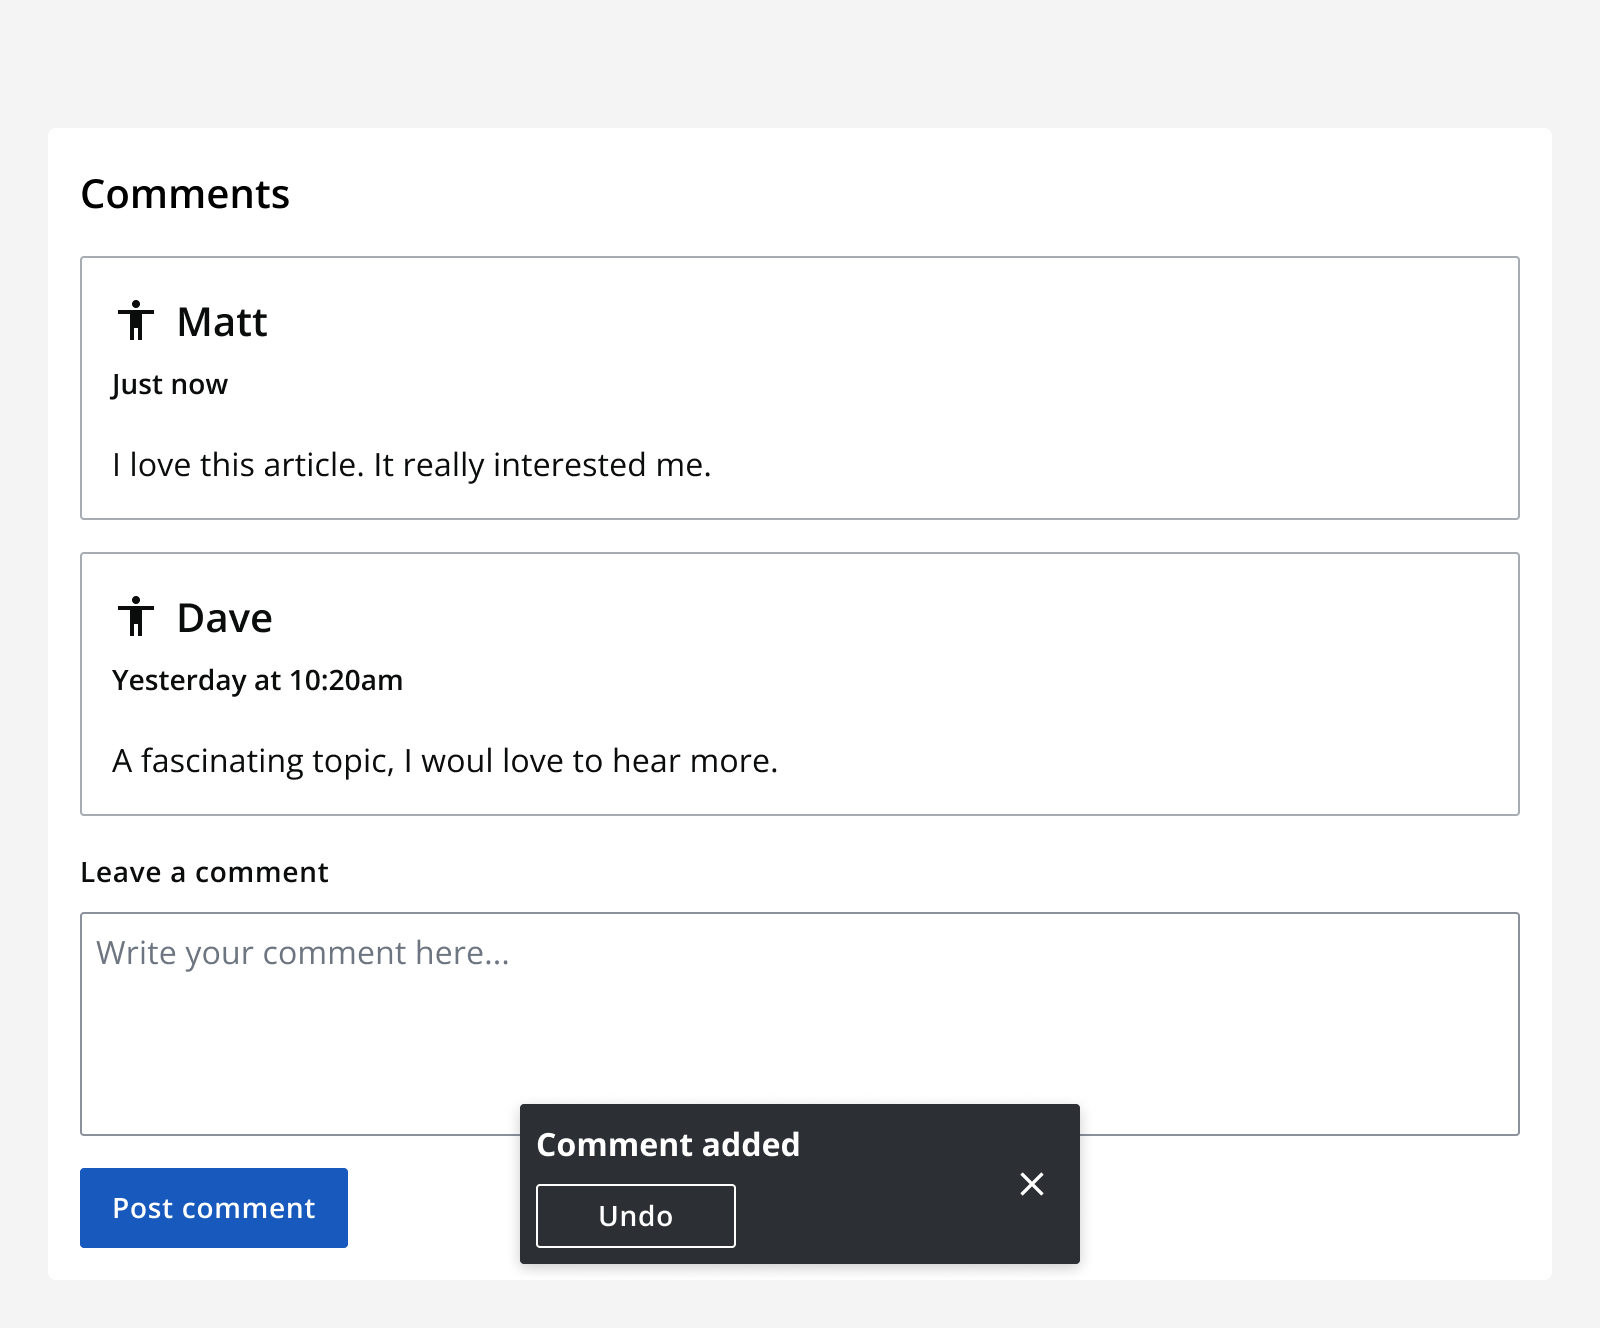 Comments
Matt
Just now
I love this article. It really interested me.
Dave
Yesterday at 10:20am
A fascinating topic, I woul love to hear more.
Leave a comment
Write your comment here...
Comment added
Undo
Post comment